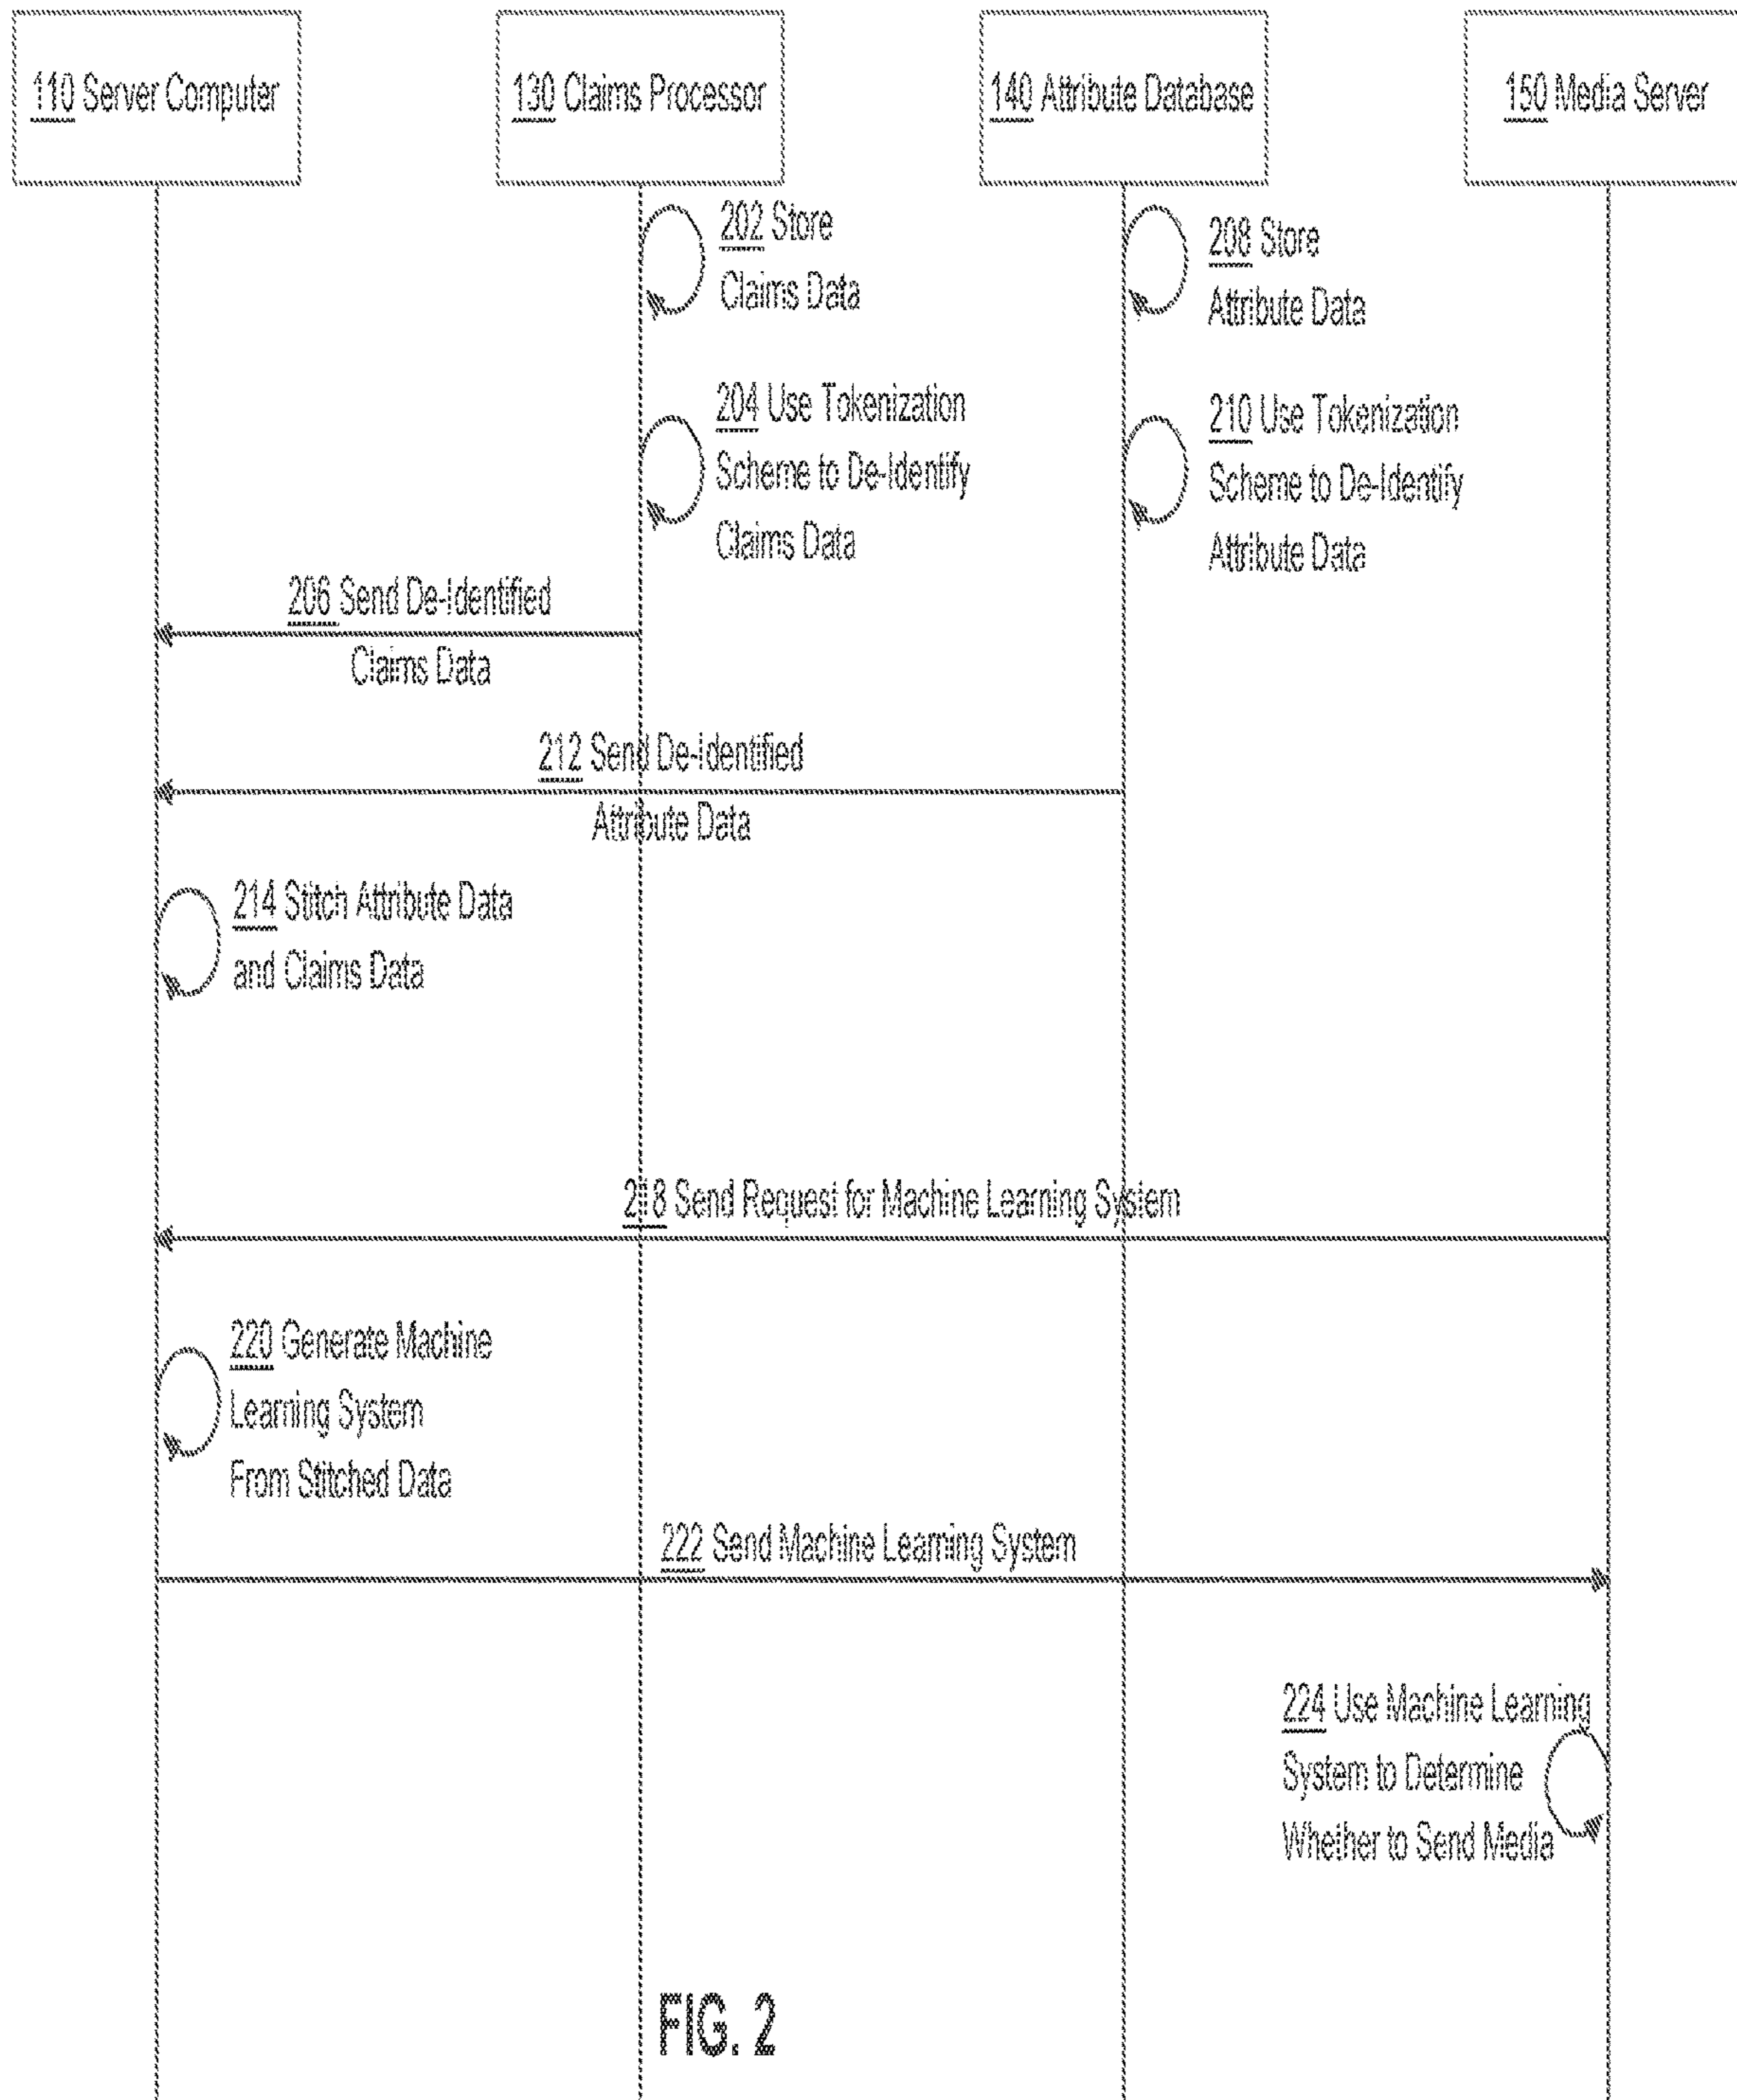 110 Server Computer
130 Claims Processor
140 Attribute Database
150 Media Server
202 Store
Claims Data
208 Store
Attribute Data
204 Use Tokenization
Scheme to De-Identify
Claims Data
210 Use Tokenization
Scheme to De-Identify
Attribute Data
206 Send De-Identified
Claims Data
212 Send De-Identified
Attribute Data
214 Stitch Attribute Data
and Claims Data
218 Send Request for Machine Learning System
220 Generate Machine
Learning System
From Stitched Data
222 Send Machine Learning System
224 Use Machine Learning
System to Determine
Whether to Send Media
FIG. 2